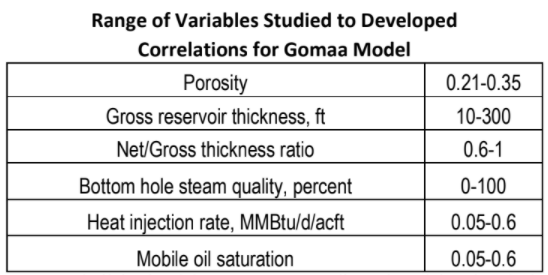 Range of Variables Studied to Developed
Correlations for Gomaa Model
Porosity 0.21-0.35
Gross reservoir thickness, ft 10-300
Net/Gross thickness ratio 0.6-1
Bottom hole steam quality, percent 0-100
Heat injection rate, MMBtu/d/acft 0.05-0.6
Mobile oil saturation 0.05-0.6